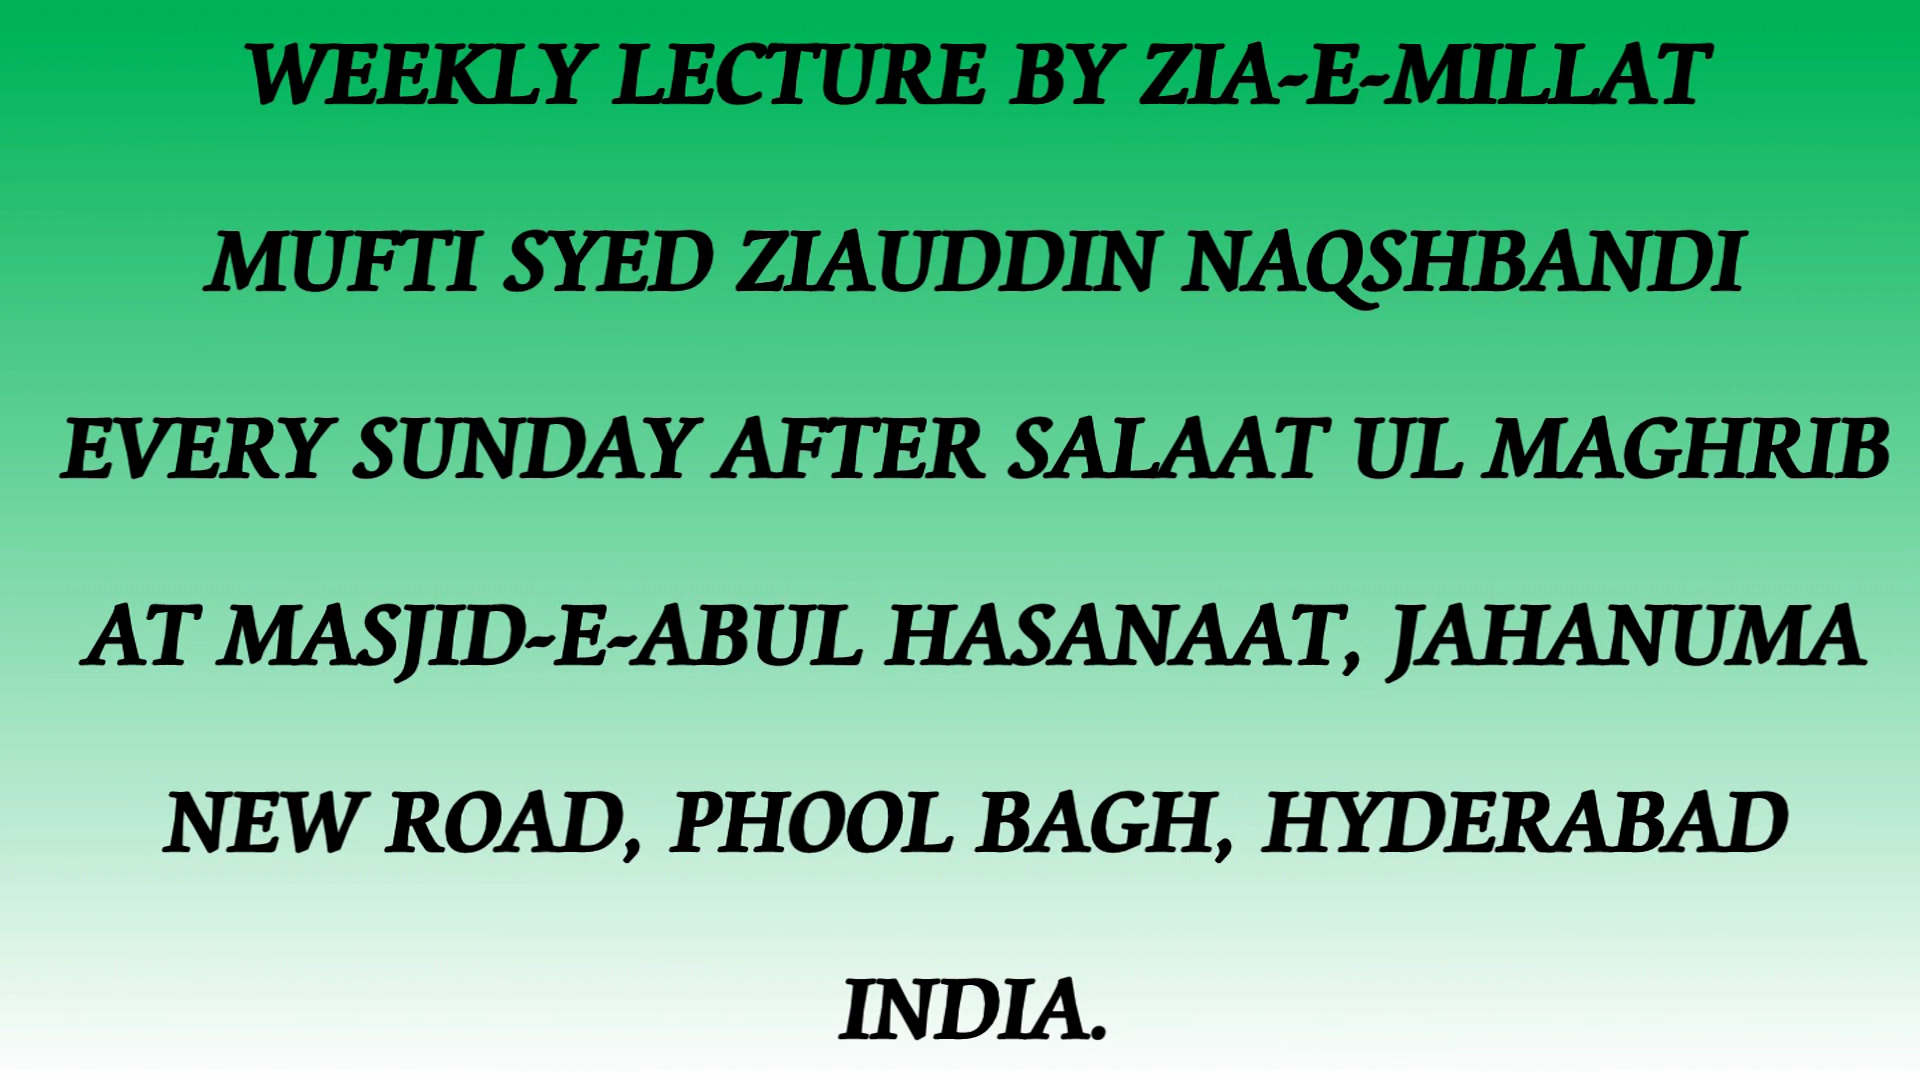 WEEKLY LECTURE BY ZIA-E-MILLAT
MUFTI SYED ZIAUDDIN NAQSHBANDI
EVERY SUNDAY AFTER SALAAT UL MAGHRIB
AT MASJID-E-ABUL HASANAAT, JAHANUMA
NEW ROAD, PHOOL BAGH, HYDERABAD
INDIA.